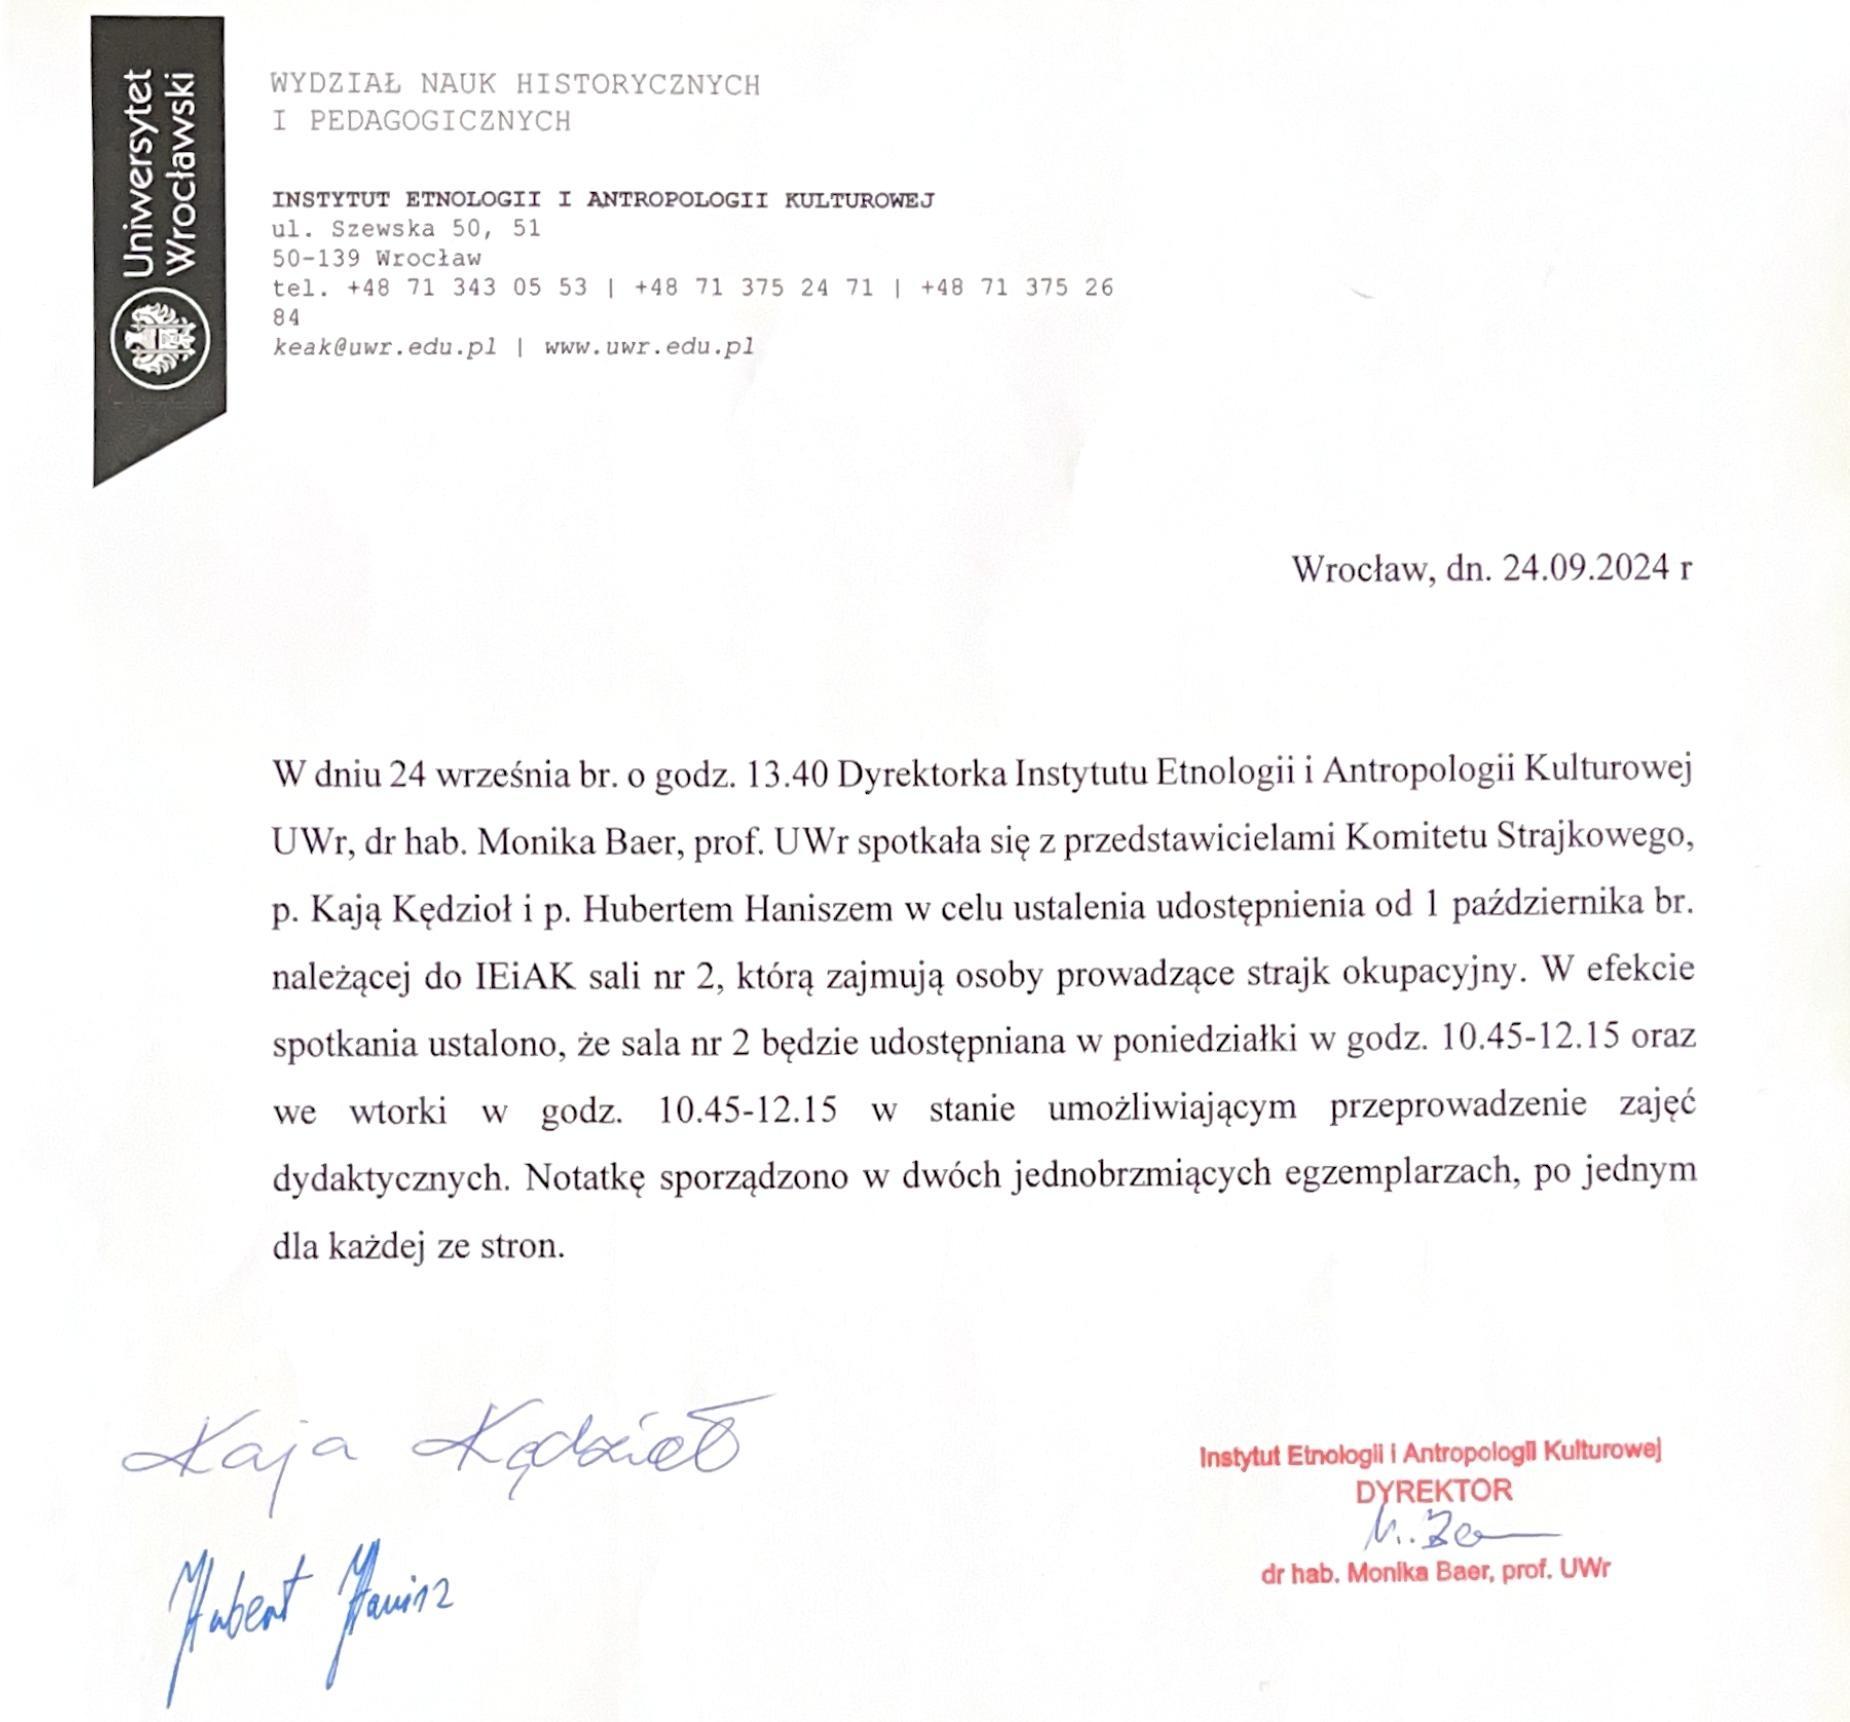 Uniwersytet
Wrocławski
WYDZIAŁ NAUK HISTORYCZNYCH
I PEDAGOGICZNYCH
INSTYTUT ETNOLOGII I ANTROPOLOGII KULTUROWEJ
ul. Szewska 50, 51
50-139 Wrocław
tel. +48 71 343 05 53 | +48 71 375 24 71 | +48 71 375 26
84
keak@uwr.edu.pl | www.uwr.edu.pl
Wrocław, dn. 24.09.2024 r
W dniu 24 września br. o godz. 13.40 Dyrektorka Instytutu Etnologii i Antropologii Kulturowej
UWr, dr hab. Monika Baer, prof. UWr spotkała się z przedstawicielami Komitetu Strajkowego,
p. Kają Kędzioł i p. Hubertem Haniszem w celu ustalenia udostępnienia od 1 października br.
należącej do IEiAK sali nr 2, którą zajmują osoby prowadzące strajk okupacyjny. W efekcie
spotkania ustalono, że sala nr 2 będzie udostępniana w poniedziałki w godz. 10.45-12.15 oraz
we wtorki w godz. 10.45-12.15 w stanie umożliwiającym przeprowadzenie zajęć
dydaktycznych. Notatkę sporządzono w dwóch jednobrzmiących egzemplarzach, po jednym
dla każdej ze stron.
Kaja Kędzioł
Hubert Hanisz
Instytut Etnologii i Antropologii Kulturowej
DYREKTOR
M. Baer
dr hab. Monika Baer, prof. UWr